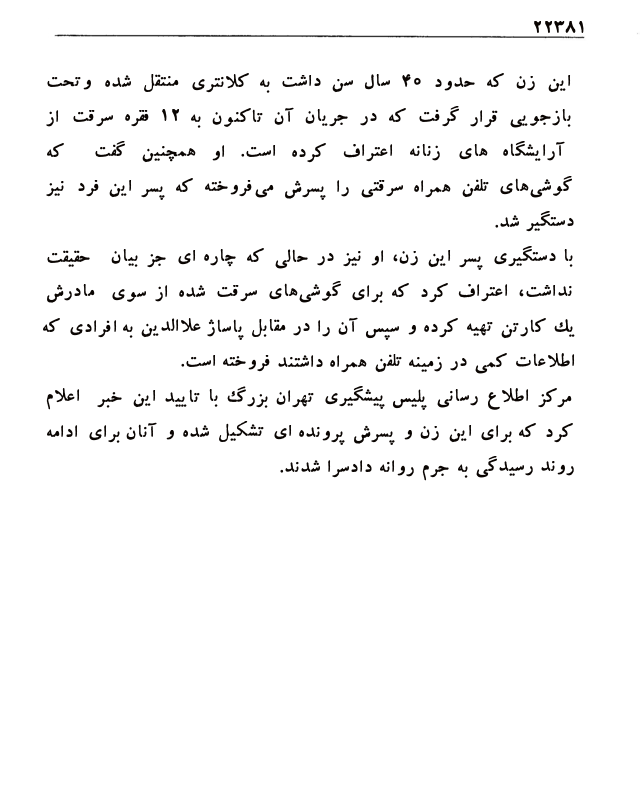 ۲۲۳۸۱
این زن که حدود ۴۰ سال سن داشت به کلانتری منتقل شده و تحت
بازجویی قرار گرفت که در جریان آن تاکنون به ۱۲ فقره سرقت از
آرایشگاه های زنانه اعتراف کرده است. او همچنین گفت که
گوشی‌های تلفن همراه سرقتی را پسرش می‌فروخته که پسر این فرد نیز
دستگیر شد.
با دستگیری پسر این زن، او نیز در حالی که چاره ای جز بیان حقیقت
نداشت، اعتراف کرد که برای گوشی‌های سرقت شده از سوی مادرش
یك کارتن تهیه کرده و سپس آن را در مقابل پاساژ علاالدین به افرادی که
اطلاعات کمی در زمینه تلفن همراه داشتند فروخته است.
مرکز اطلاع رسانی پلیس پیشگیری تهران بزرگ با تایید این خبر اعلام
کرد که برای این زن و پسرش پرونده ای تشکیل شده و آنان برای ادامه
روند رسیدگی به جرم روانه دادسرا شدند.